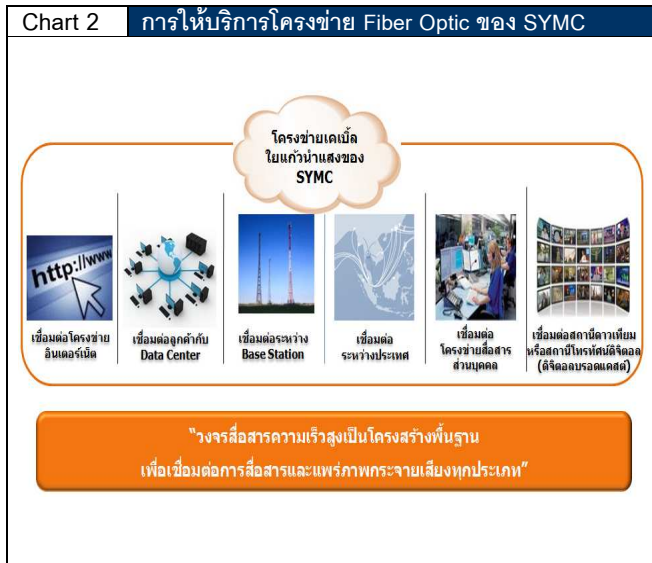 Chart 2 การให้บริการโครงข่าย Fiber Optic ของ SYMC
โครงข่ายเคเบิ้ล
ใยแก้วนำแสงของ
SYMC
http://www
เชื่อมต่อโครงข่าย
อินเตอร์เน็ต
เชื่อมต่อลูกค้ากับ
Data Center
เชื่อมต่อระหว่าง
Base Station
เชื่อมต่อ
ระหว่างประเทศ
เชื่อมต่อ
โครงข่ายสื่อสาร
ส่วนบุคคล
เชื่อมต่อสถานีดาวเทียม
หรือสถานีโทรทัศน์ดิจิตอล
(ดิจิตอลบรอดแคสต์)
"วงจรสื่อสารความเร็วสูงเป็นโครงสร้างพื้นฐาน
เพื่อเชื่อมต่อการสื่อสารและแพร่ภาพกระจายเสียงทุกประเภท"